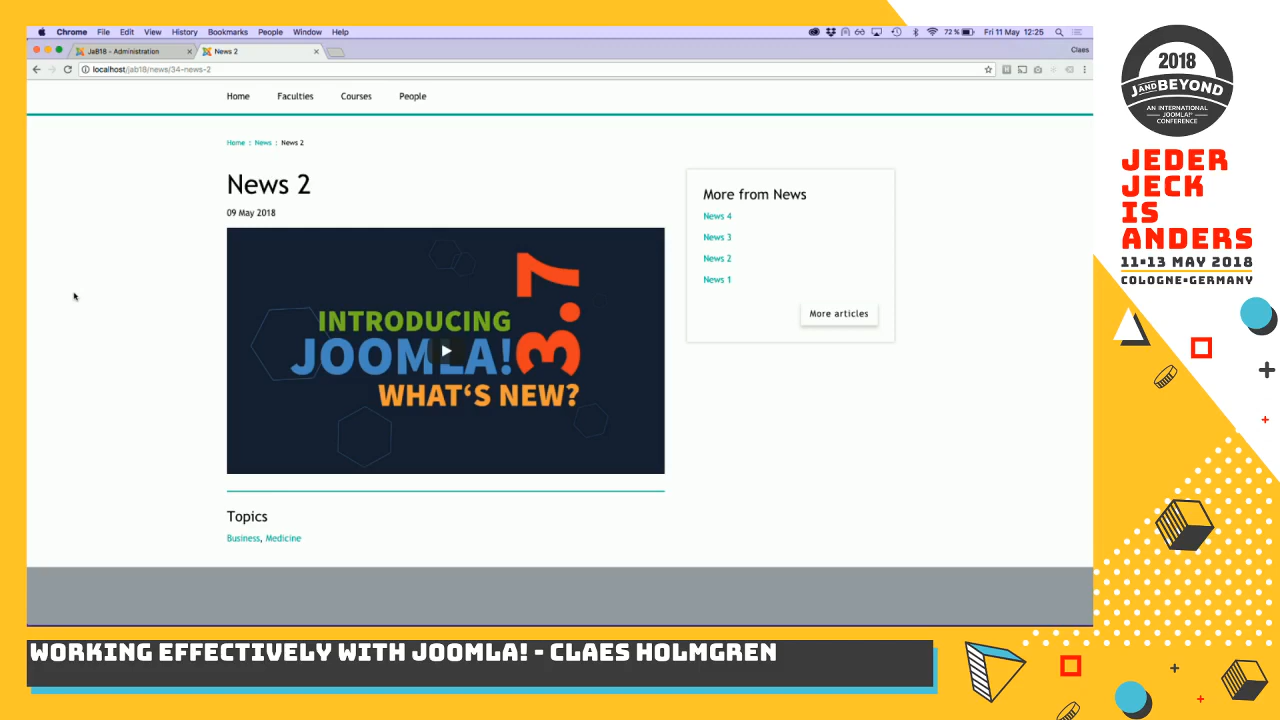 Chrome File Edit View History Bookmarks People Window Help
72% Fri 11 May 12:25
JaB18 - Administration
News 2
Claes
localhost/jab18/news/34-news-2
Home Faculties Courses People
Home : News : News 2
News 2
09 May 2018
INTRODUCING
JOOMLA! 3.7
WHAT'S NEW?
Topics
Business, Medicine
More from News
News 4
News 3
News 2
News 1
More articles
2018
J AND BEYOND
AN INTERNATIONAL
JOOMLA! CONFERENCE
JEDER
JECK
IS
ANDERS
11-13 MAY 2018
COLOGNE-GERMANY
WORKING EFFECTIVELY WITH JOOMLA! - CLAES HOLMGREN